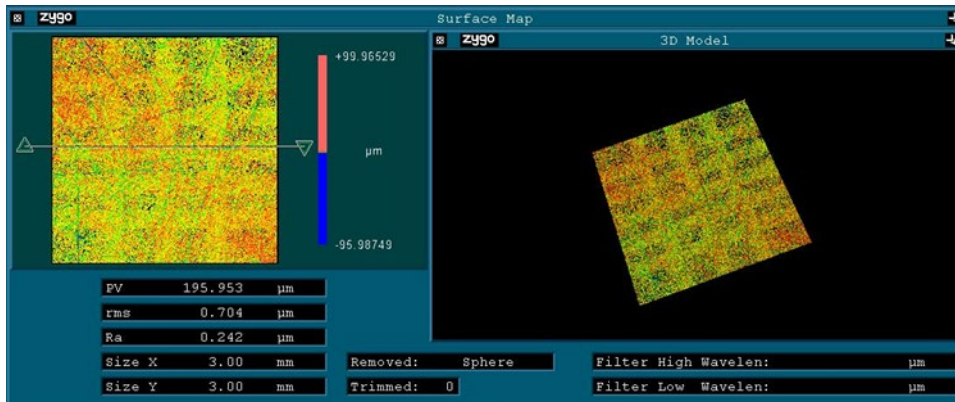 zygo Surface Map
zygo 3D Model
+99.96529
µm
-95.98749
PV 195.953 µm
rms 0.704 µm
Ra 0.242 µm
Size X 3.00 mm
Size Y 3.00 mm
Removed: Sphere
Trimmed: 0
Filter High Wavelen: µm
Filter Low Wavelen: µm